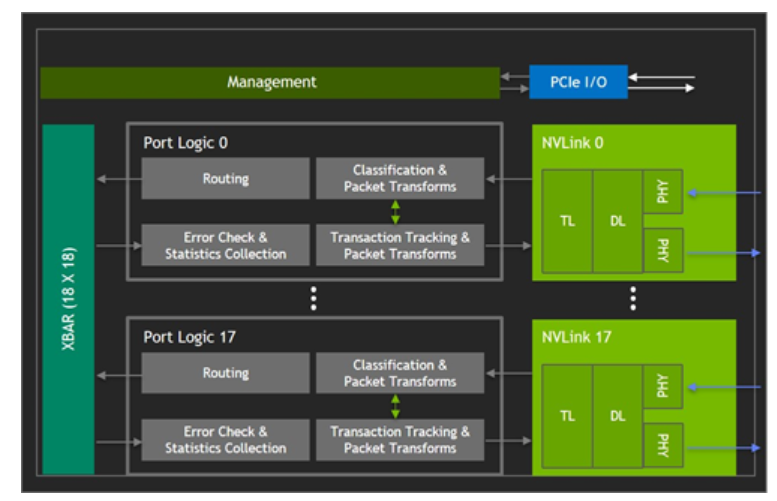 Management
PCIe I/O
XBAR (18 X 18)
Port Logic 0
Routing
Classification &
Packet Transforms
Error Check &
Statistics Collection
Transaction Tracking &
Packet Transforms
NVLink 0
TL
DL
PHY
PHY
Port Logic 17
Routing
Classification &
Packet Transforms
Error Check &
Statistics Collection
Transaction Tracking &
Packet Transforms
NVLink 17
TL
DL
PHY
PHY